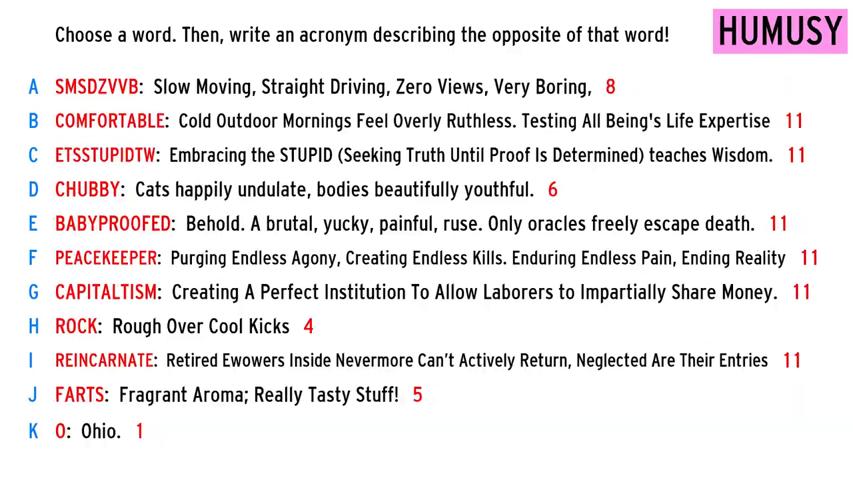 Choose a word. Then, write an acronym describing the opposite of that word! HUMUSY
A SMSDZVVB: Slow Moving, Straight Driving, Zero Views, Very Boring, 8
B COMFORTABLE: Cold Outdoor Mornings Feel Overly Ruthless. Testing All Being's Life Expertise 11
C ETSSTUPIDTW: Embracing the STUPID (Seeking Truth Until Proof Is Determined) teaches Wisdom. 11
D CHUBBY: Cats happily undulate, bodies beautifully youthful. 6
E BABYPROOFED: Behold. A brutal, yucky, painful, ruse. Only oracles freely escape death. 11
F PEACEKEEPER: Purging Endless Agony, Creating Endless Kills. Enduring Endless Pain, Ending Reality 11
G CAPITALTISM: Creating A Perfect Institution To Allow Laborers to Impartially Share Money. 11
H ROCK: Rough Over Cool Kicks 4
I REINCARNATE: Retired Ewowers Inside Nevermore Can't Actively Return, Neglected Are Their Entries 11
J FARTS: Fragrant Aroma; Really Tasty Stuff! 5
K O: Ohio. 1